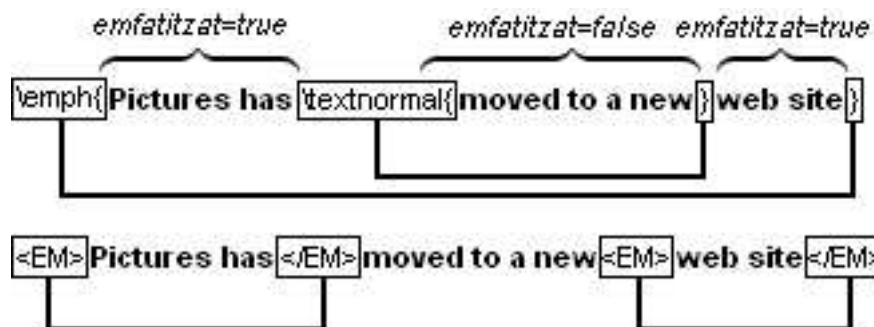 emfatitzat=true emfatitzat=false emfatitzat=true
\emph{ Pictures has \textnormal{ moved to a new } web site }
<EM> Pictures has </EM> moved to a new <EM> web site </EM>